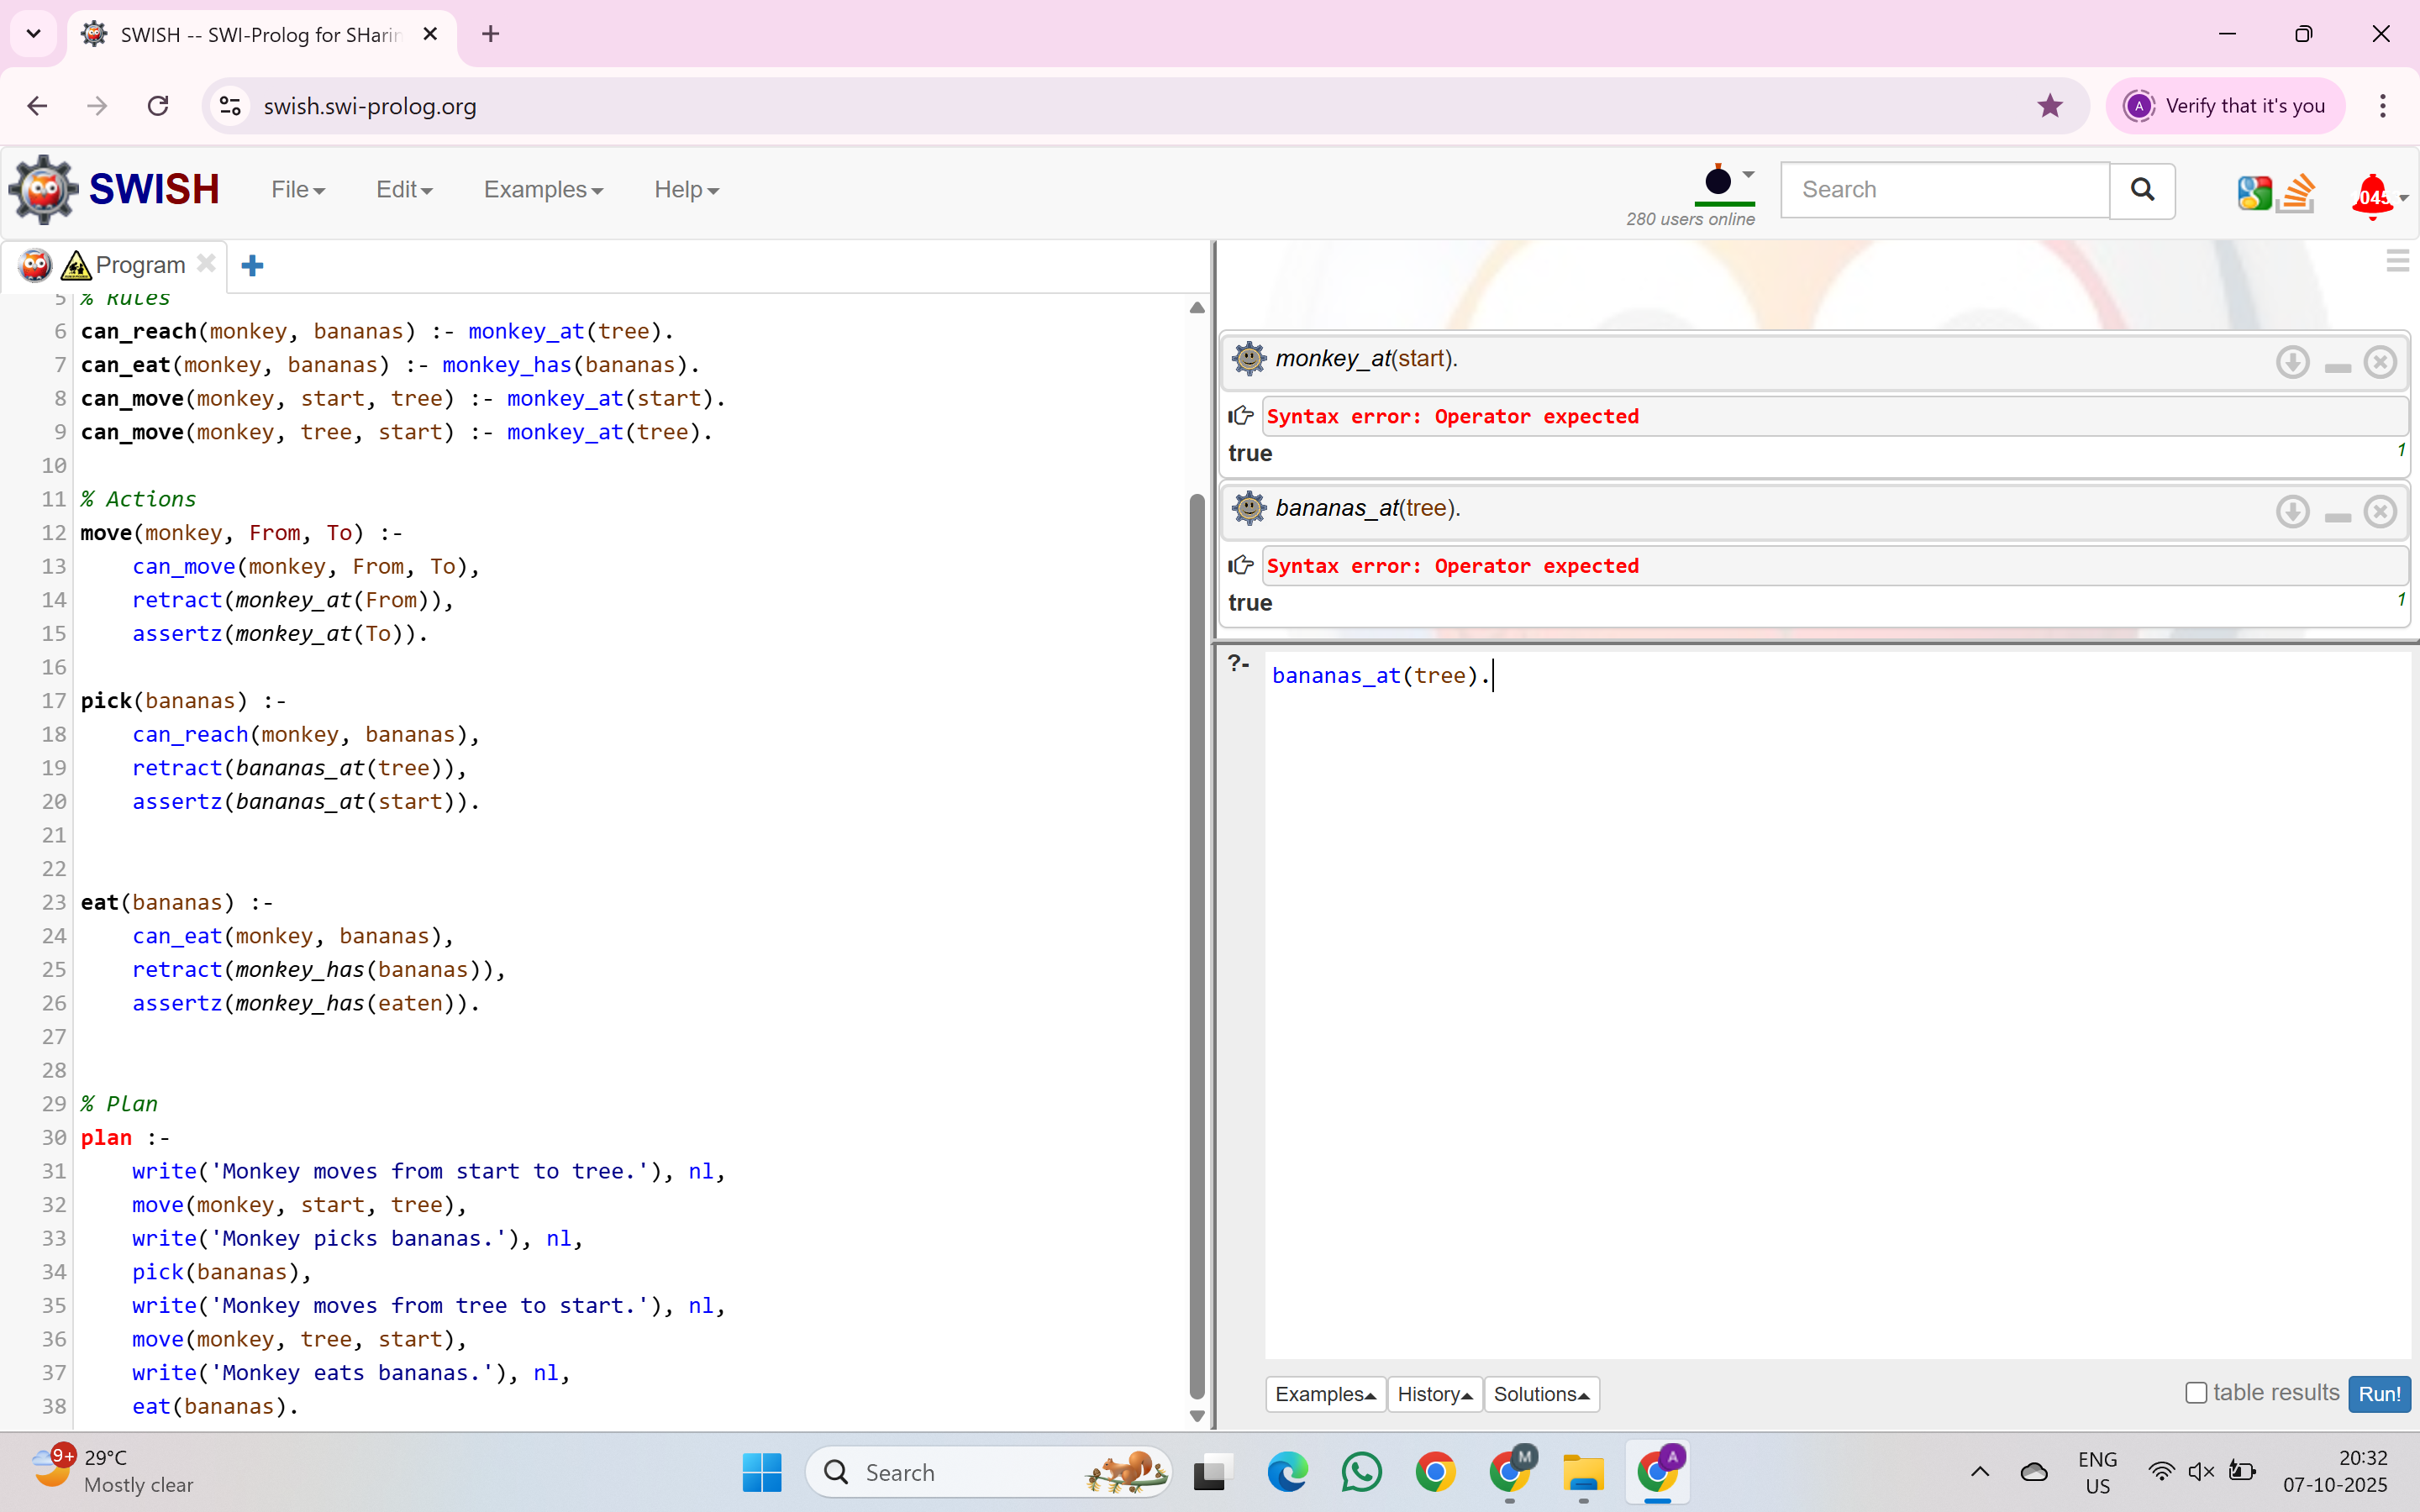 SWISH -- SWI-Prolog for SHarin
swish.swi-prolog.org
A
Verify that it's you
SWISH
File
Edit
Examples
Help
280 users online
Search
Program
5 % Rules
6 can_reach(monkey, bananas) :- monkey_at(tree).
7 can_eat(monkey, bananas) :- monkey_has(bananas).
8 can_move(monkey, start, tree) :- monkey_at(start).
9 can_move(monkey, tree, start) :- monkey_at(tree).
10
11 % Actions
12 move(monkey, From, To) :-
13 can_move(monkey, From, To),
14 retract(monkey_at(From)),
15 assertz(monkey_at(To)).
16
17 pick(bananas) :-
18 can_reach(monkey, bananas),
19 retract(bananas_at(tree)),
20 assertz(bananas_at(start)).
21
22
23 eat(bananas) :-
24 can_eat(monkey, bananas),
25 retract(monkey_has(bananas)),
26 assertz(monkey_has(eaten)).
27
28
29 % Plan
30 plan :-
31 write('Monkey moves from start to tree.'), nl,
32 move(monkey, start, tree),
33 write('Monkey picks bananas.'), nl,
34 pick(bananas),
35 write('Monkey moves from tree to start.'), nl,
36 move(monkey, tree, start),
37 write('Monkey eats bananas.'), nl,
38 eat(bananas).
monkey_at(start).
Syntax error: Operator expected
true
1
bananas_at(tree).
Syntax error: Operator expected
true
1
?- bananas_at(tree).
Examples
History
Solutions
table results
Run!
9+
29°C
Mostly clear
Search
M
A
ENG
US
20:32
07-10-2025